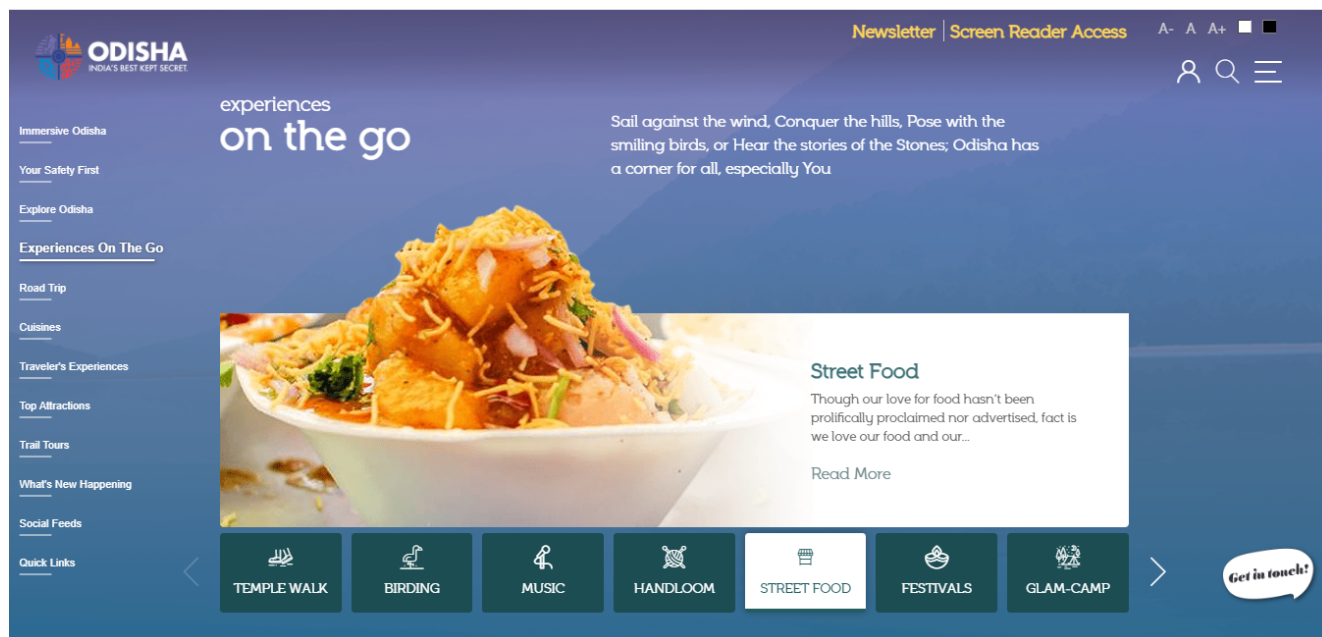 Newsletter Screen Reader Access A- A A+
ODISHA
INDIA'S BEST KEPT SECRET.
Immersive Odisha
Your Safety First
Explore Odisha
Experiences On The Go
Road Trip
Cuisines
Traveler's Experiences
Top Attractions
Trail Tours
What's New Happening
Social Feeds
Quick Links
experiences
on the go
Sail against the wind, Conquer the hills, Pose with the
smiling birds, or Hear the stories of the Stones; Odisha has
a corner for all, especially You
Street Food
Though our love for food hasn't been
prolifically proclaimed nor advertised, fact is
we love our food and our...
Read More
TEMPLE WALK
BIRDING
MUSIC
HANDLOOM
STREET FOOD
FESTIVALS
GLAM-CAMP
Get in touch!